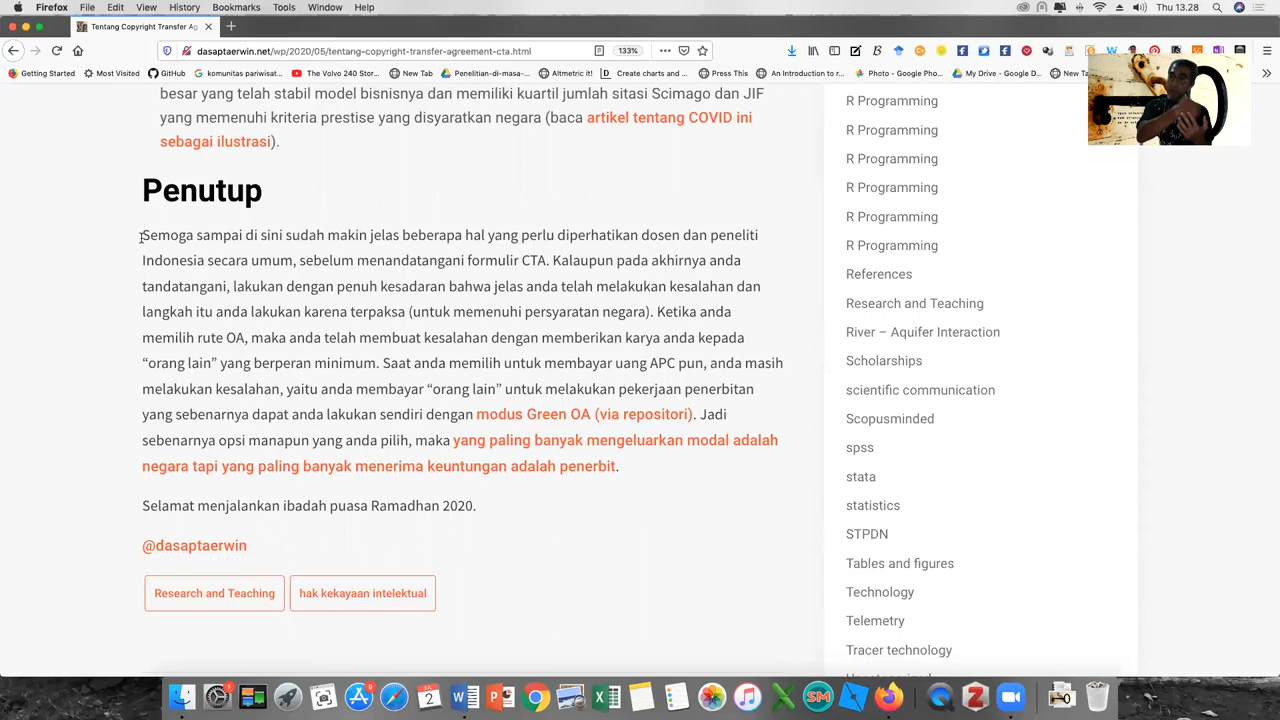 Firefox File Edit View History Bookmarks Tools Window Help Thu 13.28
Tentang Copyright Transfer Ag
dasaptaerwin.net/wp/2020/05/tentang-copyright-transfer-agreement-cta.html 133%
Getting Started Most Visited GitHub komunitas pariwisat... The Volvo 240 Stor... New Tab Penelitian-di-masa-... Altmetric it! Create charts and ... Press This An Introduction to r... Photo - Google Pho... My Drive - Google D... New Tab
besar yang telah stabil model bisnisnya dan memiliki kuartil jumlah sitasi Scimago dan JIF
yang memenuhi kriteria prestise yang disyaratkan negara (baca artikel tentang COVID ini
sebagai ilustrasi).
Penutup
Semoga sampai di sini sudah makin jelas beberapa hal yang perlu diperhatikan dosen dan peneliti
Indonesia secara umum, sebelum menandatangani formulir CTA. Kalaupun pada akhirnya anda
tandatangani, lakukan dengan penuh kesadaran bahwa jelas anda telah melakukan kesalahan dan
langkah itu anda lakukan karena terpaksa (untuk memenuhi persyaratan negara). Ketika anda
memilih rute OA, maka anda telah membuat kesalahan dengan memberikan karya anda kepada
“orang lain” yang berperan minimum. Saat anda memilih untuk membayar uang APC pun, anda masih
melakukan kesalahan, yaitu anda membayar “orang lain” untuk melakukan pekerjaan penerbitan
yang sebenarnya dapat anda lakukan sendiri dengan modus Green OA (via repositori). Jadi
sebenarnya opsi manapun yang anda pilih, maka yang paling banyak mengeluarkan modal adalah
negara tapi yang paling banyak menerima keuntungan adalah penerbit.
Selamat menjalankan ibadah puasa Ramadhan 2020.
@dasaptaerwin
Research and Teaching
hak kekayaan intelektual
R Programming
R Programming
R Programming
R Programming
R Programming
R Programming
References
Research and Teaching
River – Aquifer Interaction
Scholarships
scientific communication
Scopusminded
spss
stata
statistics
STPDN
Tables and figures
Technology
Telemetry
Tracer technology